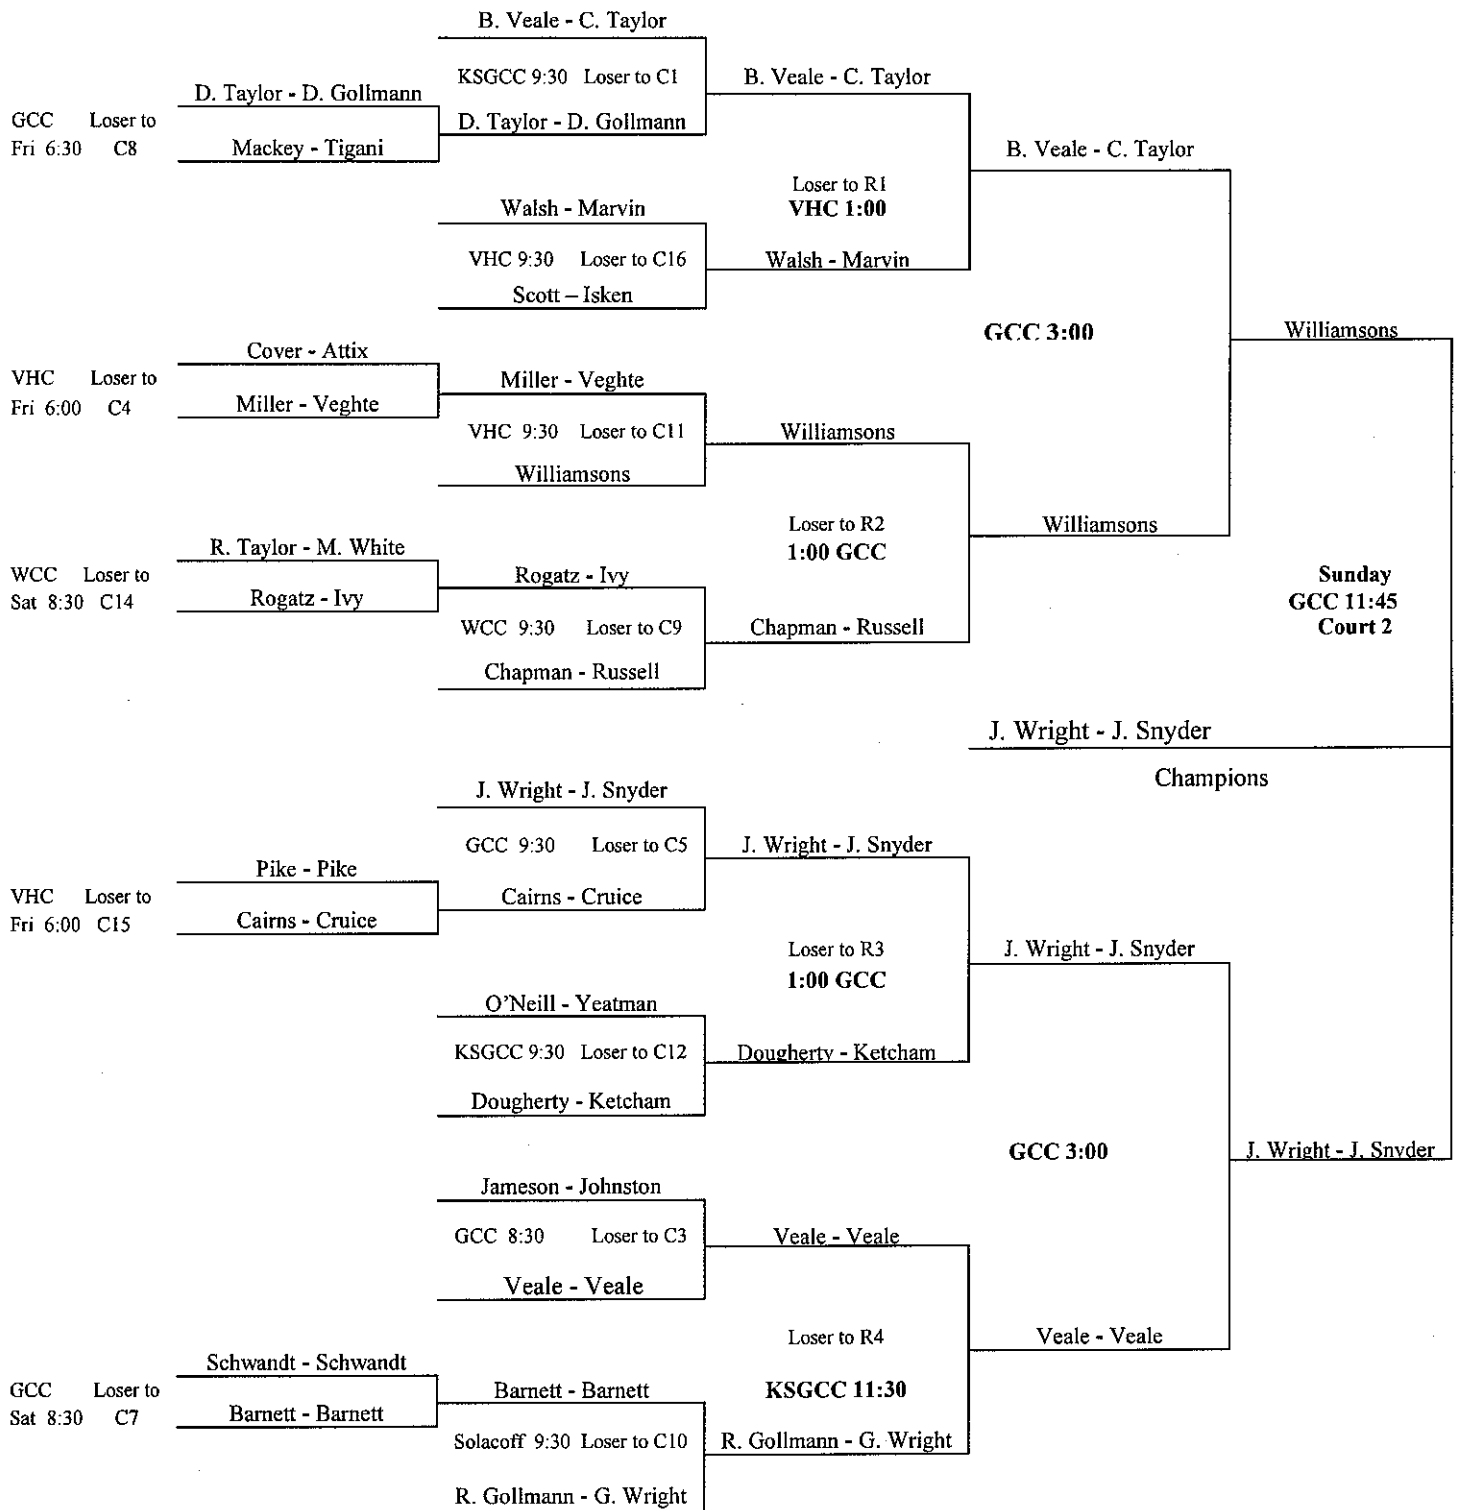 B. Veale - C. Taylor
KSGCC 9:30 Loser to C1
B. Veale - C. Taylor
D. Taylor - D. Gollmann
GCC Loser to
Fri 6:30 C8
D. Taylor - D. Gollmann
Mackey - Tigani
B. Veale - C. Taylor
Loser to R1
VHC 1:00
Walsh - Marvin
VHC 9:30 Loser to C16
Walsh - Marvin
Scott – Isken
GCC 3:00
Williamsons
Cover - Attix
VHC Loser to
Fri 6:00 C4
Miller - Veghte
Miller - Veghte
VHC 9:30 Loser to C11
Williamsons
Williamsons
Loser to R2
1:00 GCC
Williamsons
R. Taylor - M. White
WCC Loser to
Sat 8:30 C14
Rogatz - Ivy
Rogatz - Ivy
WCC 9:30 Loser to C9
Chapman - Russell
Chapman - Russell
Sunday
GCC 11:45
Court 2
J. Wright - J. Snyder
Champions
J. Wright - J. Snyder
GCC 9:30 Loser to C5
J. Wright - J. Snyder
Pike - Pike
VHC Loser to
Fri 6:00 C15
Cairns - Cruice
Cairns - Cruice
Loser to R3
1:00 GCC
J. Wright - J. Snyder
O'Neill - Yeatman
KSGCC 9:30 Loser to C12
Dougherty - Ketcham
Dougherty - Ketcham
GCC 3:00
J. Wright - J. Snyder
Jameson - Johnston
GCC 8:30 Loser to C3
Veale - Veale
Veale - Veale
Loser to R4
KSGCC 11:30
Veale - Veale
Schwandt - Schwandt
GCC Loser to
Sat 8:30 C7
Barnett - Barnett
Barnett - Barnett
Solacoff 9:30 Loser to C10
R. Gollmann - G. Wright
R. Gollmann - G. Wright